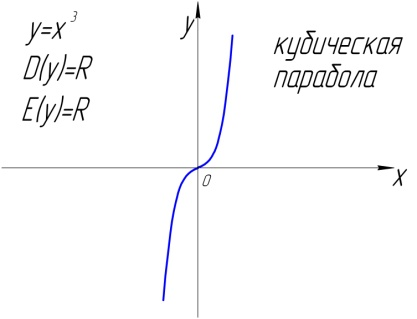 y=x³
D(y)=R
E(y)=R
y
кубическая
парабола
0
x